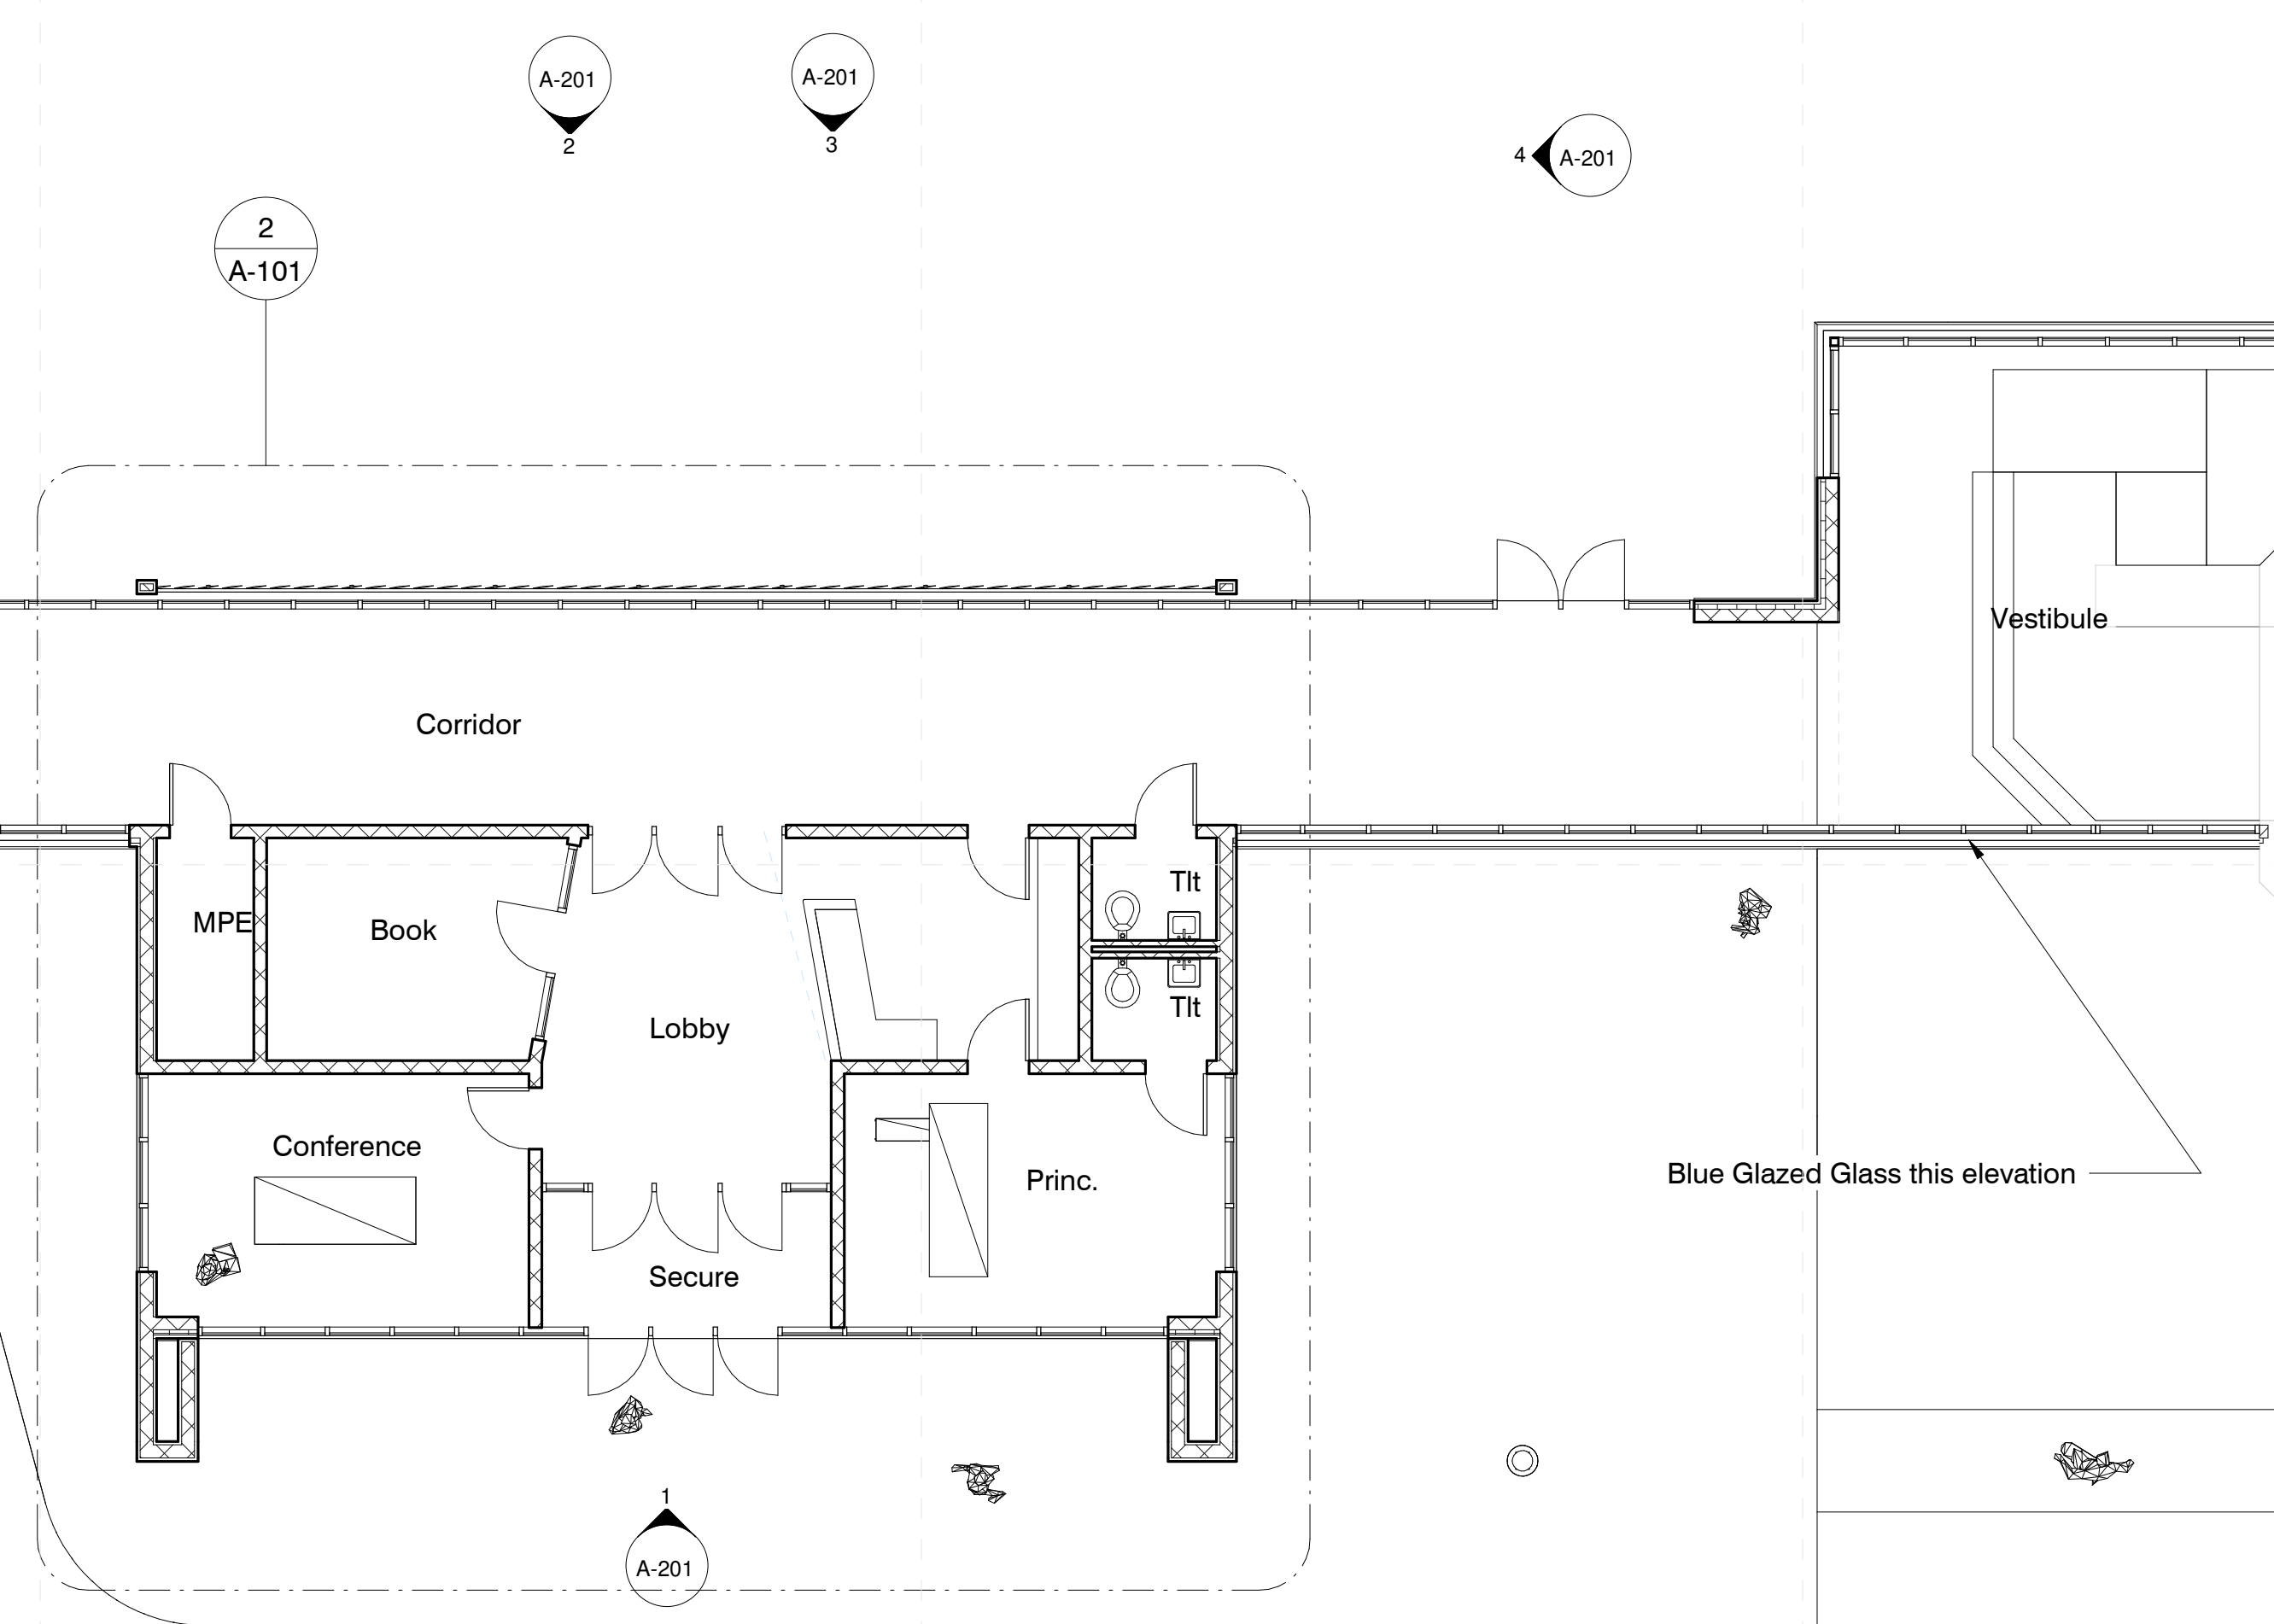 A-201
2
A-201
3
4
A-201
2
A-101
Vestibule
Corridor
Tlt
MPE
Book
Tlt
Lobby
Conference
Princ.
Blue Glazed Glass this elevation
Secure
1
A-201